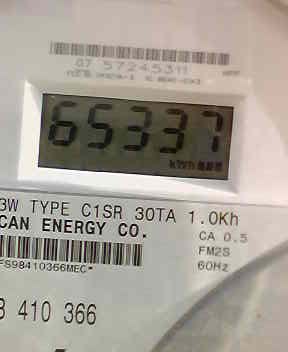 07 57245311
65337
kWh
3W TYPE C1SR 30TA 1.0Kh
CAN ENERGY CO.
CA 0.5
FM2S
60Hz
FS98410366MEC*
410 366